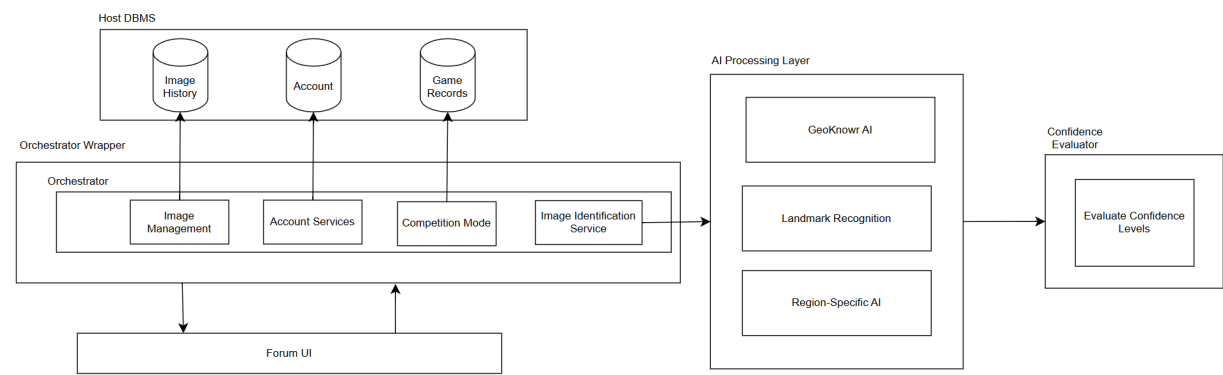 Host DBMS
Image
History
Account
Game
Records
AI Processing Layer
GeoKnowr AI
Landmark Recognition
Region-Specific AI
Confidence
Evaluator
Evaluate Confidence
Levels
Orchestrator Wrapper
Orchestrator
Image
Management
Account Services
Competition Mode
Image Identification
Service
Forum UI